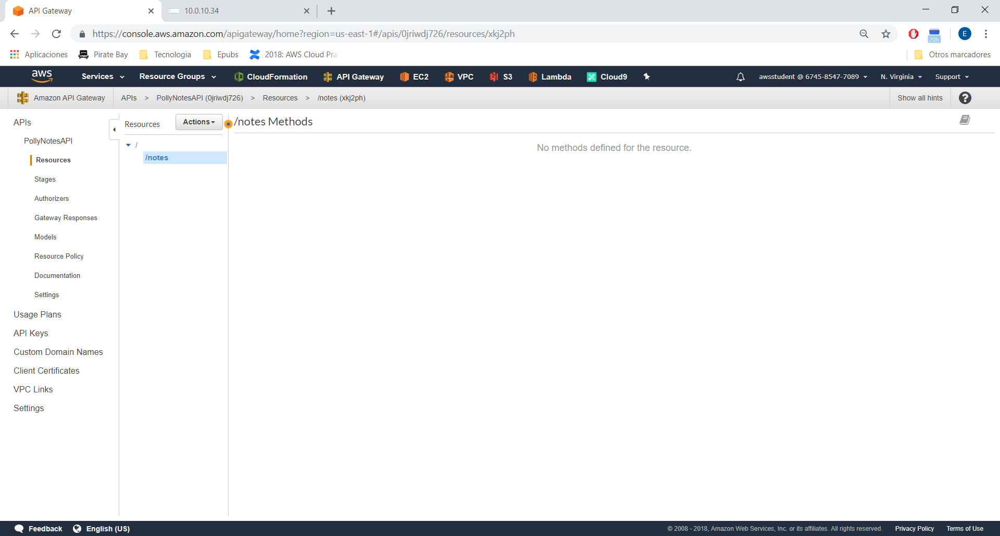 API Gateway
10.0.10.34
https://console.aws.amazon.com/apigateway/home?region=us-east-1#/apis/0jriwdj726/resources/xkj2ph
20h
E
Aplicaciones
Pirate Bay
Tecnologia
Epubs
2018: AWS Cloud Pra
Otros marcadores
aws
Services
Resource Groups
CloudFormation
API Gateway
EC2
VPC
S3
Lambda
Cloud9
awsstudent @ 6745-8547-7089
N. Virginia
Support
Amazon API Gateway
APIs > PollyNotesAPI (0jriwdj726) > Resources > /notes (xkj2ph)
Show all hints
?
APIs
PollyNotesAPI
Resources
Stages
Authorizers
Gateway Responses
Models
Resource Policy
Documentation
Settings
Usage Plans
API Keys
Custom Domain Names
Client Certificates
VPC Links
Settings
Resources
Actions
/
/notes
/notes Methods
No methods defined for the resource.
Feedback
English (US)
© 2008 - 2018, Amazon Web Services, Inc. or its affiliates. All rights reserved.
Privacy Policy
Terms of Use